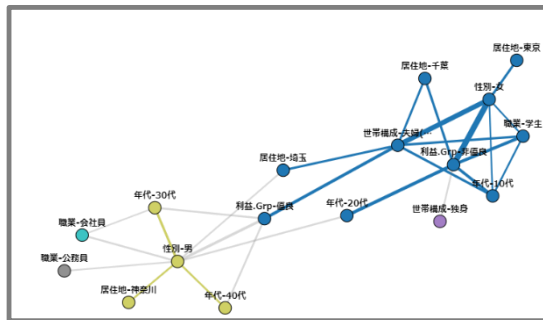 居住地-東京
居住地-千葉
性別-女
職業-学生
世帯構成-夫婦(...
利益.Grp-非優良
居住地-埼玉
年代-10代
年代-30代
利益.Grp-優良
年代-20代
世帯構成-独身
職業-会社員
性別-男
職業-公務員
居住地-神奈川
年代-40代